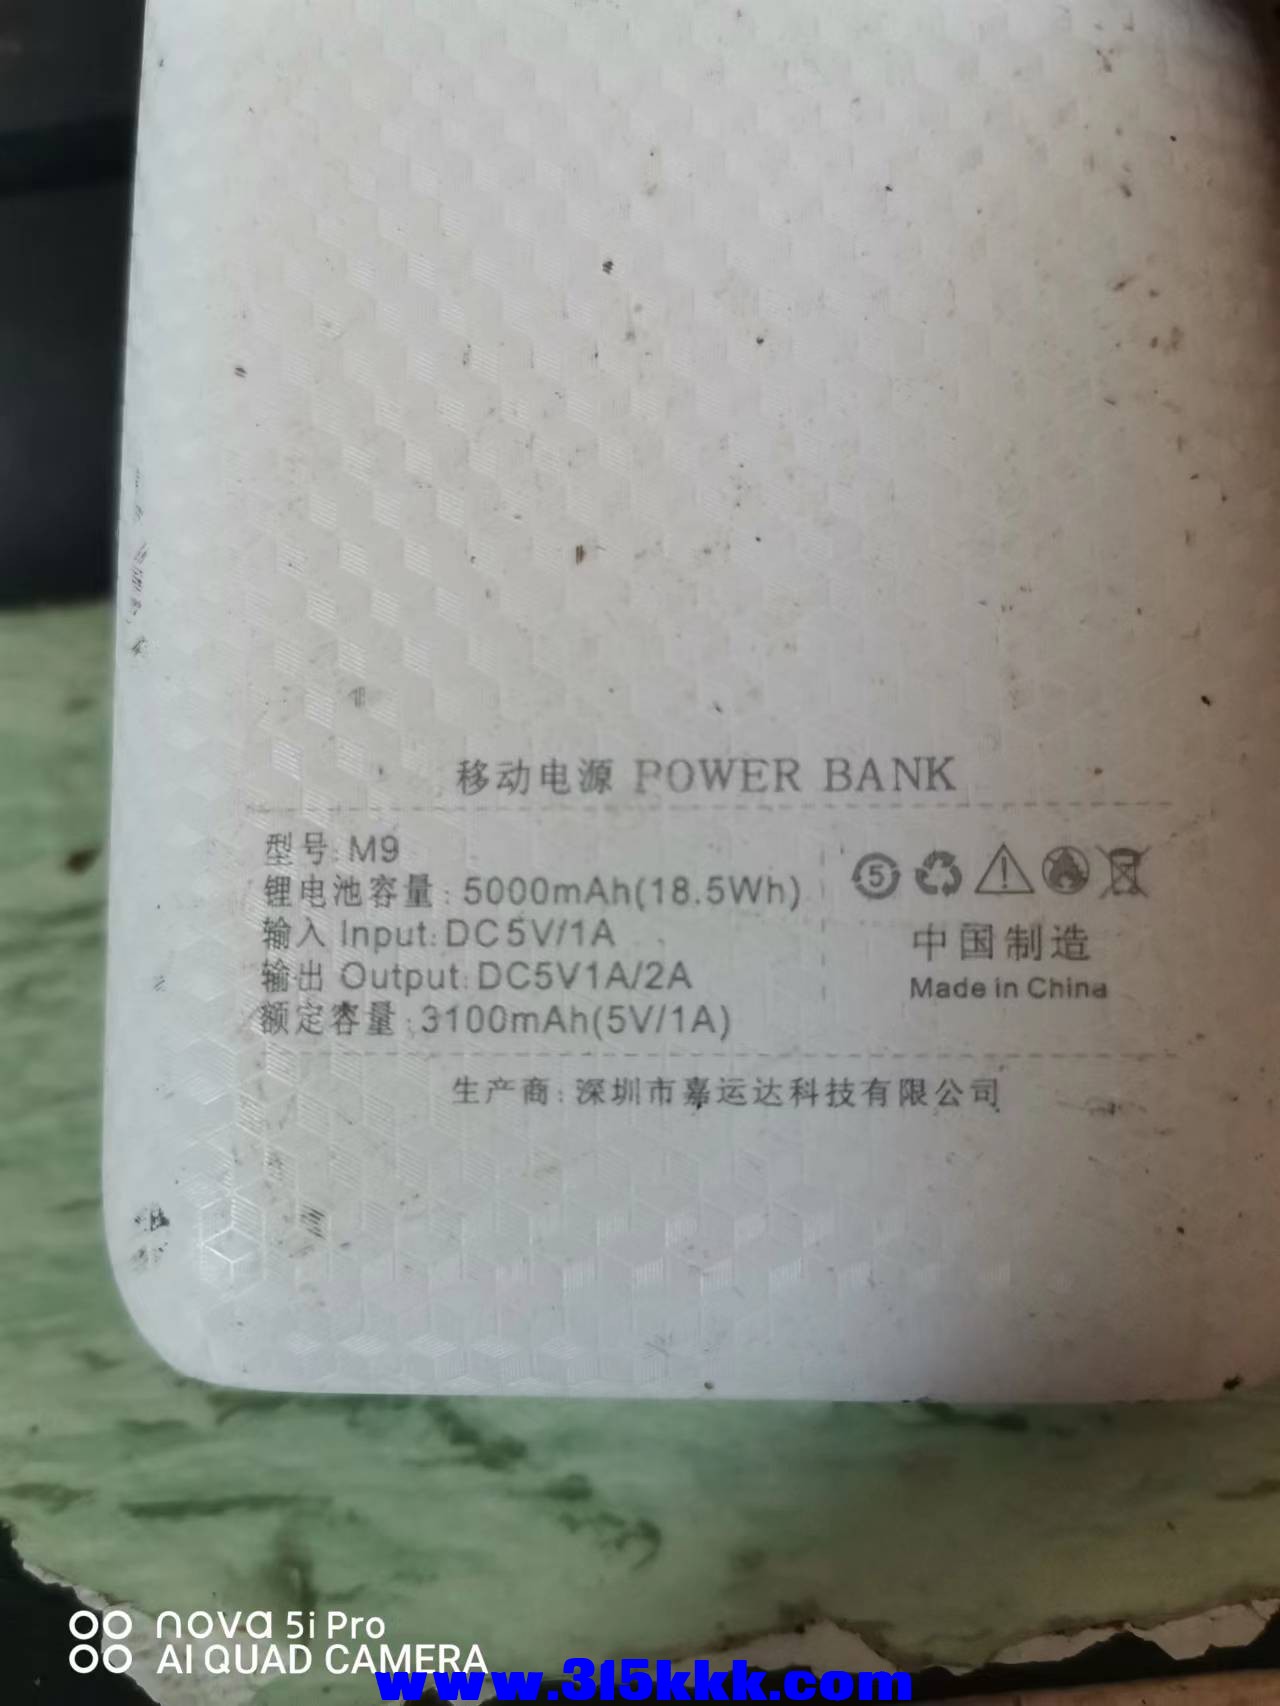 移动电源 POWER BANK
型号: M9
锂电池容量: 5000mAh(18.5Wh)
输入 Input: DC5V/1A
输出 Output: DC5V1A/2A
额定容量: 3100mAh(5V/1A)
5
中国制造
Made in China
生产商: 深圳市嘉运达科技有限公司
nova 5i Pro
AI QUAD CAMERA
www.315kkk.com